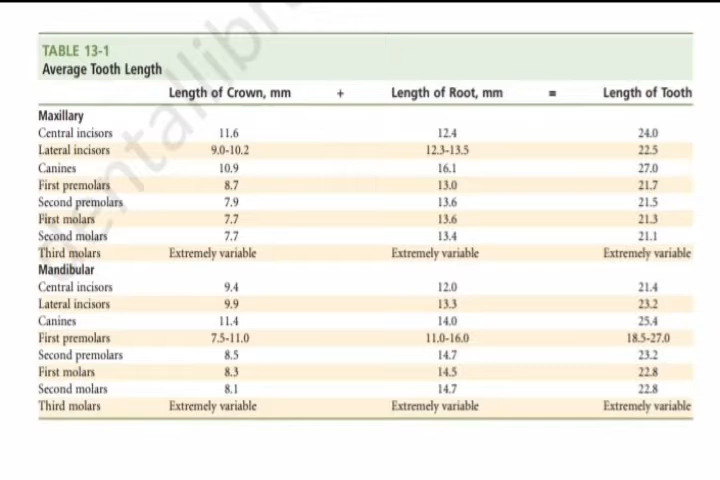 dentallibr
TABLE 13-1
Average Tooth Length
Length of Crown, mm + Length of Root, mm = Length of Tooth
Maxillary
Central incisors 11.6 12.4 24.0
Lateral incisors 9.0-10.2 12.3-13.5 22.5
Canines 10.9 16.1 27.0
First premolars 8.7 13.0 21.7
Second premolars 7.9 13.6 21.5
First molars 7.7 13.6 21.3
Second molars 7.7 13.4 21.1
Third molars Extremely variable Extremely variable Extremely variable
Mandibular
Central incisors 9.4 12.0 21.4
Lateral incisors 9.9 13.3 23.2
Canines 11.4 14.0 25.4
First premolars 7.5-11.0 11.0-16.0 18.5-27.0
Second premolars 8.5 14.7 23.2
First molars 8.3 14.5 22.8
Second molars 8.1 14.7 22.8
Third molars Extremely variable Extremely variable Extremely variable